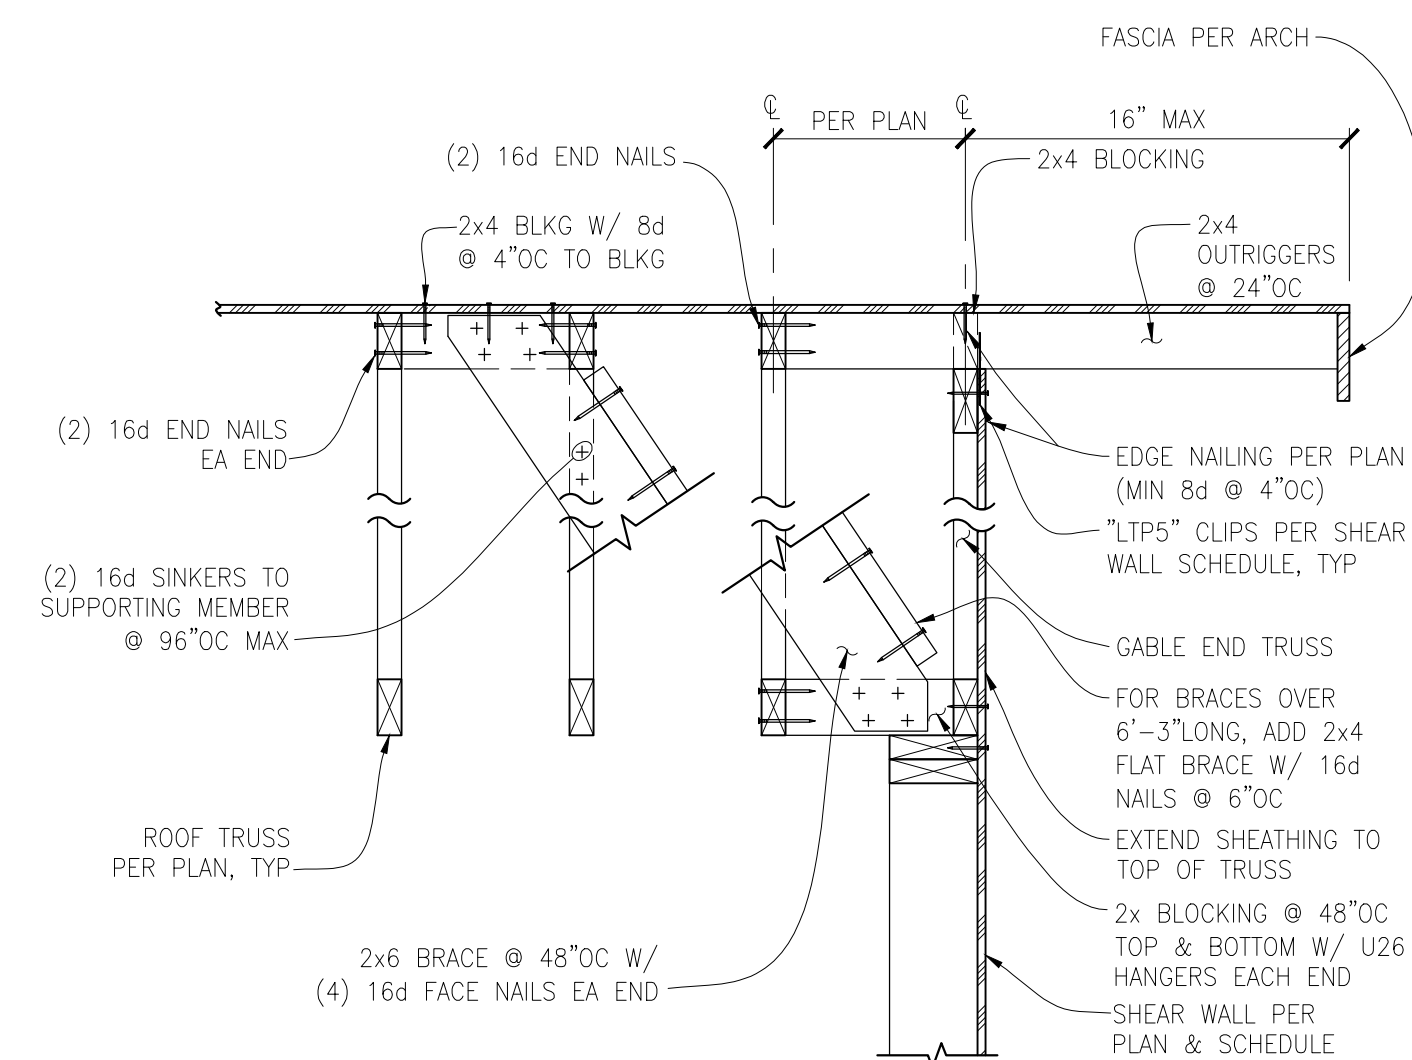 FASCIA PER ARCH
℄
℄
PER PLAN
16" MAX
(2) 16d END NAILS
2x4 BLOCKING
2x4 BLKG W/ 8d
@ 4"OC TO BLKG
2x4
OUTRIGGERS
@ 24"OC
(2) 16d END NAILS
EA END
EDGE NAILING PER PLAN
(MIN 8d @ 4"OC)
"LTP5" CLIPS PER SHEAR
WALL SCHEDULE, TYP
(2) 16d SINKERS TO
SUPPORTING MEMBER
@ 96"OC MAX
GABLE END TRUSS
FOR BRACES OVER
6'-3"LONG, ADD 2x4
FLAT BRACE W/ 16d
NAILS @ 6"OC
ROOF TRUSS
PER PLAN, TYP
EXTEND SHEATHING TO
TOP OF TRUSS
2x BLOCKING @ 48"OC
TOP & BOTTOM W/ U26
HANGERS EACH END
2x6 BRACE @ 48"OC W/
(4) 16d FACE NAILS EA END
SHEAR WALL PER
PLAN & SCHEDULE